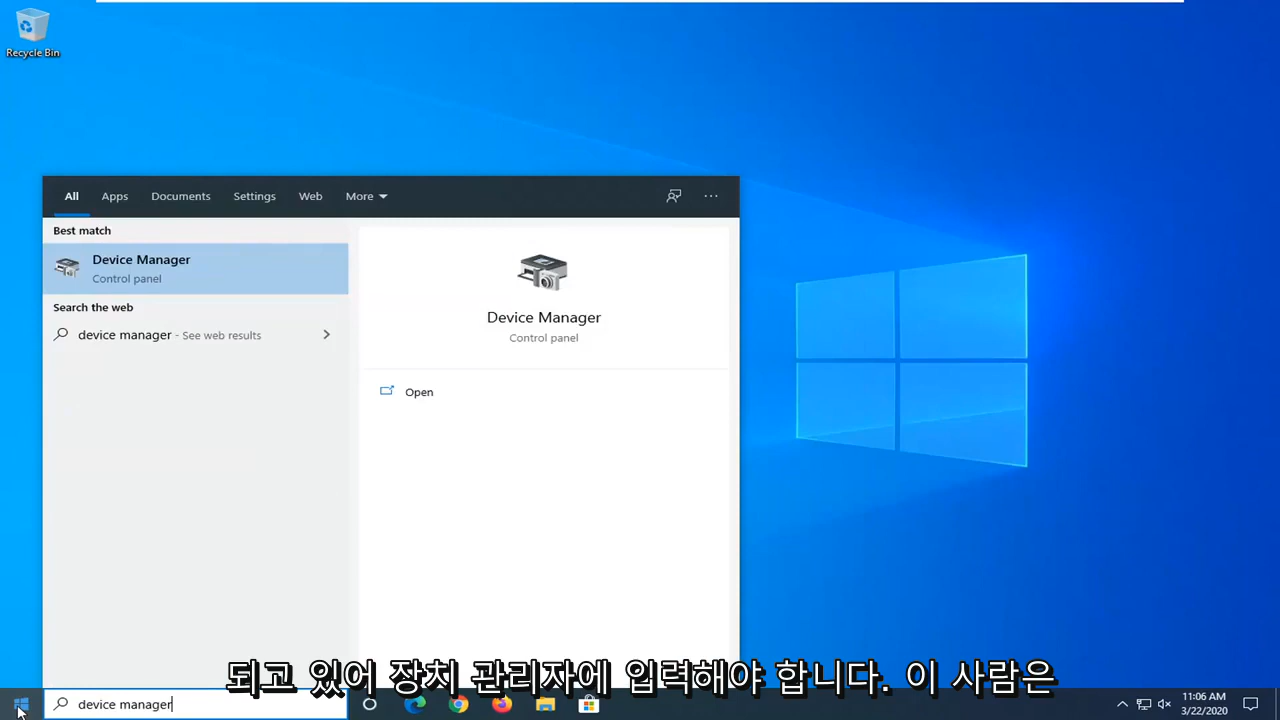 Recycle Bin
All Apps Documents Settings Web More
Best match
Device Manager
Control panel
Search the web
device manager - See web results
Device Manager
Control panel
Open
되고 있어 장치 관리자에 입력해야 합니다. 이 사람은
device manager
11:06 AM
3/22/2020